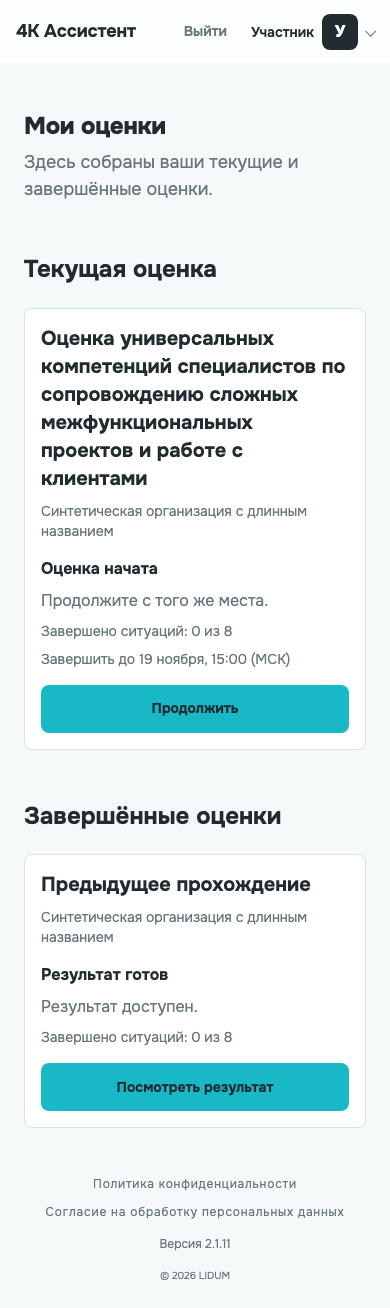 4К Ассистент
Выйти
Участник
У
Мои оценки
Здесь собраны ваши текущие и
завершённые оценки.
Текущая оценка
Оценка универсальных
компетенций специалистов по
сопровождению сложных
межфункциональных
проектов и работе с
клиентами
Синтетическая организация с длинным
названием
Оценка начата
Продолжите с того же места.
Завершено ситуаций: 0 из 8
Завершить до 19 ноября, 15:00 (МСК)
Продолжить
Завершённые оценки
Предыдущее прохождение
Синтетическая организация с длинным
названием
Результат готов
Результат доступен.
Завершено ситуаций: 0 из 8
Посмотреть результат
Политика конфиденциальности
Согласие на обработку персональных данных
Версия 2.1.11
© 2026 LIDUM